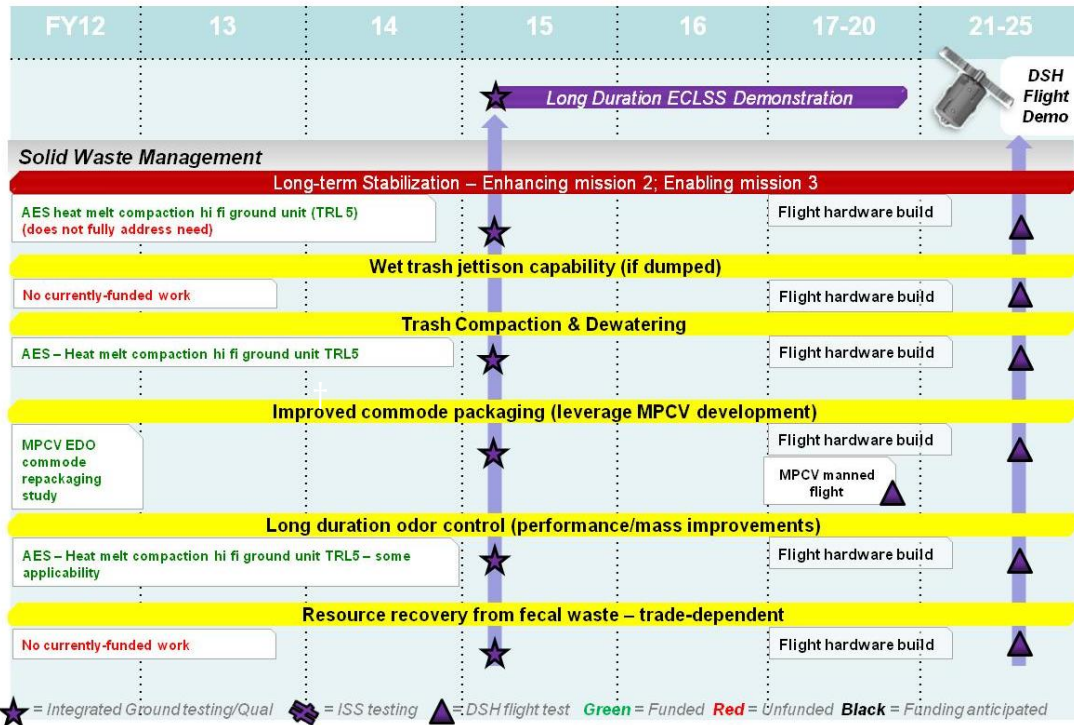 FY12 13 14 15 16 17-20 21-25
Long Duration ECLSS Demonstration
DSH
Flight
Demo
Solid Waste Management
Long-term Stabilization – Enhancing mission 2; Enabling mission 3
AES heat melt compaction hi fi ground unit (TRL 5)
(does not fully address need)
Flight hardware build
Wet trash jettison capability (if dumped)
No currently-funded work
Flight hardware build
Trash Compaction & Dewatering
AES – Heat melt compaction hi fi ground unit TRL5
Flight hardware build
Improved commode packaging (leverage MPCV development)
MPCV EDO
commode
repackaging
study
Flight hardware build
MPCV manned
flight
Long duration odor control (performance/mass improvements)
AES – Heat melt compaction hi fi ground unit TRL5 – some
applicability
Flight hardware build
Resource recovery from fecal waste – trade-dependent
No currently-funded work
Flight hardware build
= Integrated Ground testing/Qual = ISS testing = DSH flight test Green = Funded Red = Unfunded Black = Funding anticipated